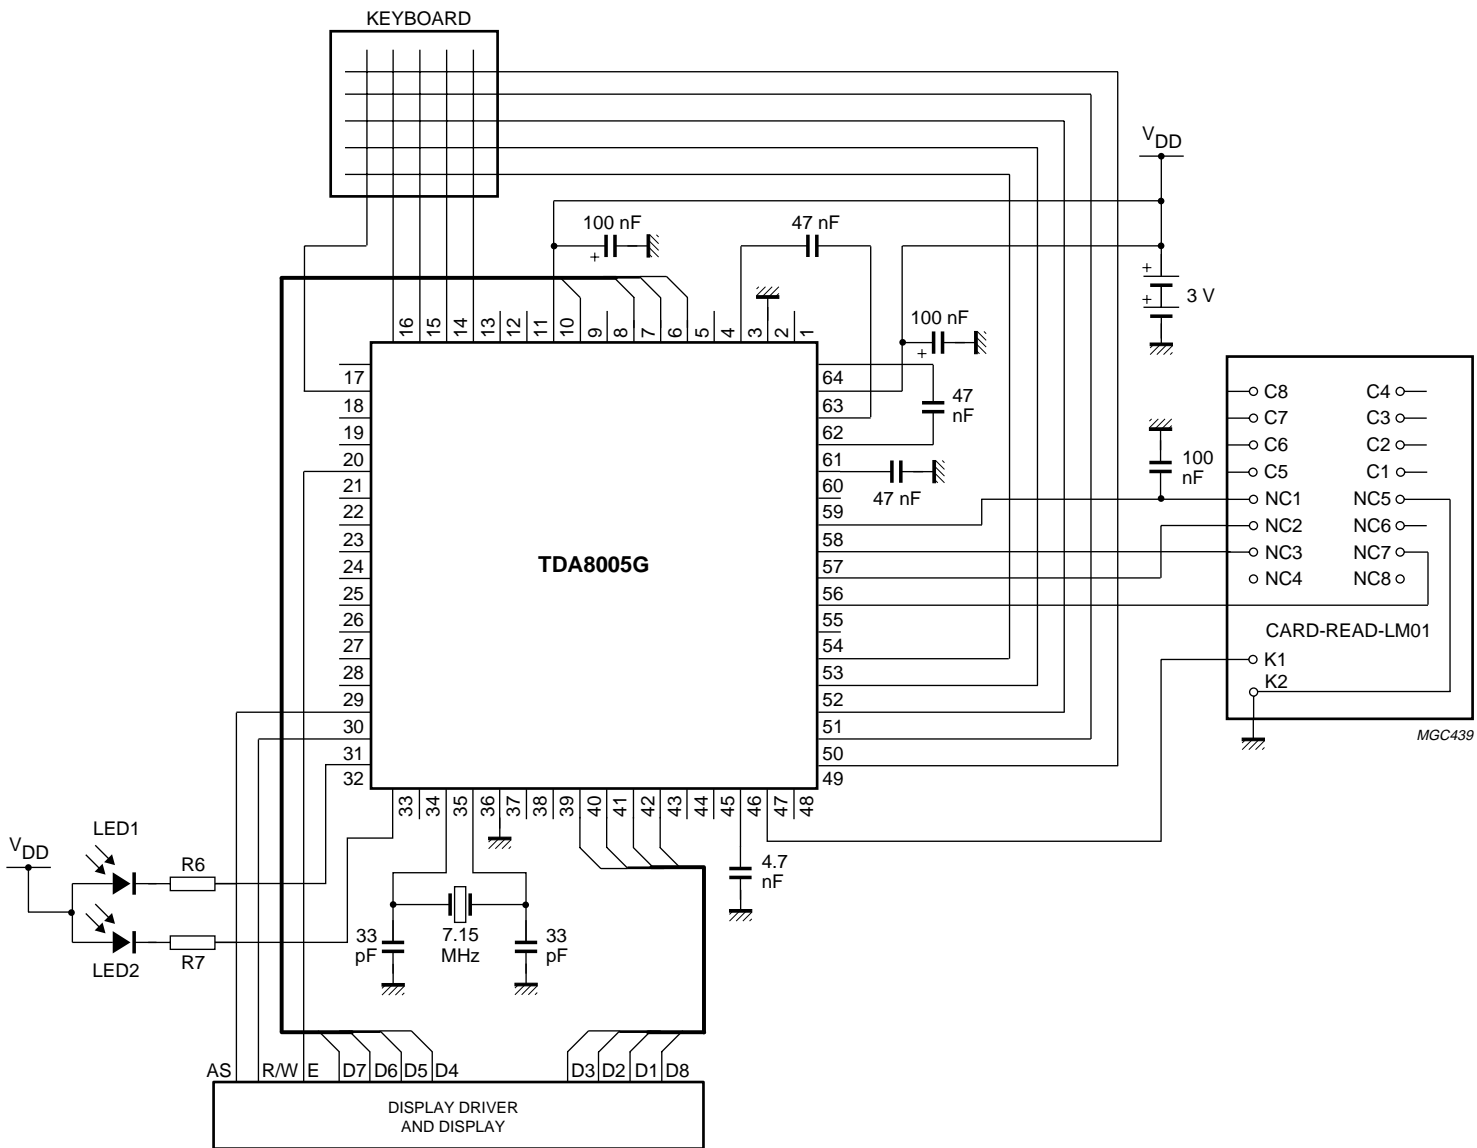 KEYBOARD
V DD
100 nF
+
47 nF
+
+
3 V
16 15 14 13 12 11 10 9 8 7 6 5 4 3 2 1
100 nF
+
17
18
19
20
21
22
23
24
25
26
27
28
29
30
31
32
TDA8005G
64
63
62
61
60
59
58
57
56
55
54
53
52
51
50
49
47
nF
47 nF
100
nF
C8 C4
C7 C3
C6 C2
C5 C1
NC1 NC5
NC2 NC6
NC3 NC7
NC4 NC8
CARD-READ-LM01
K1
K2
MGC439
33 34 35 36 37 38 39 40 41 42 43 44 45 46 47 48
V DD
LED1
R6
LED2
R7
33
pF
7.15
MHz
33
pF
4.7
nF
AS R/W E D7 D6 D5 D4 D3 D2 D1 D8
DISPLAY DRIVER
AND DISPLAY